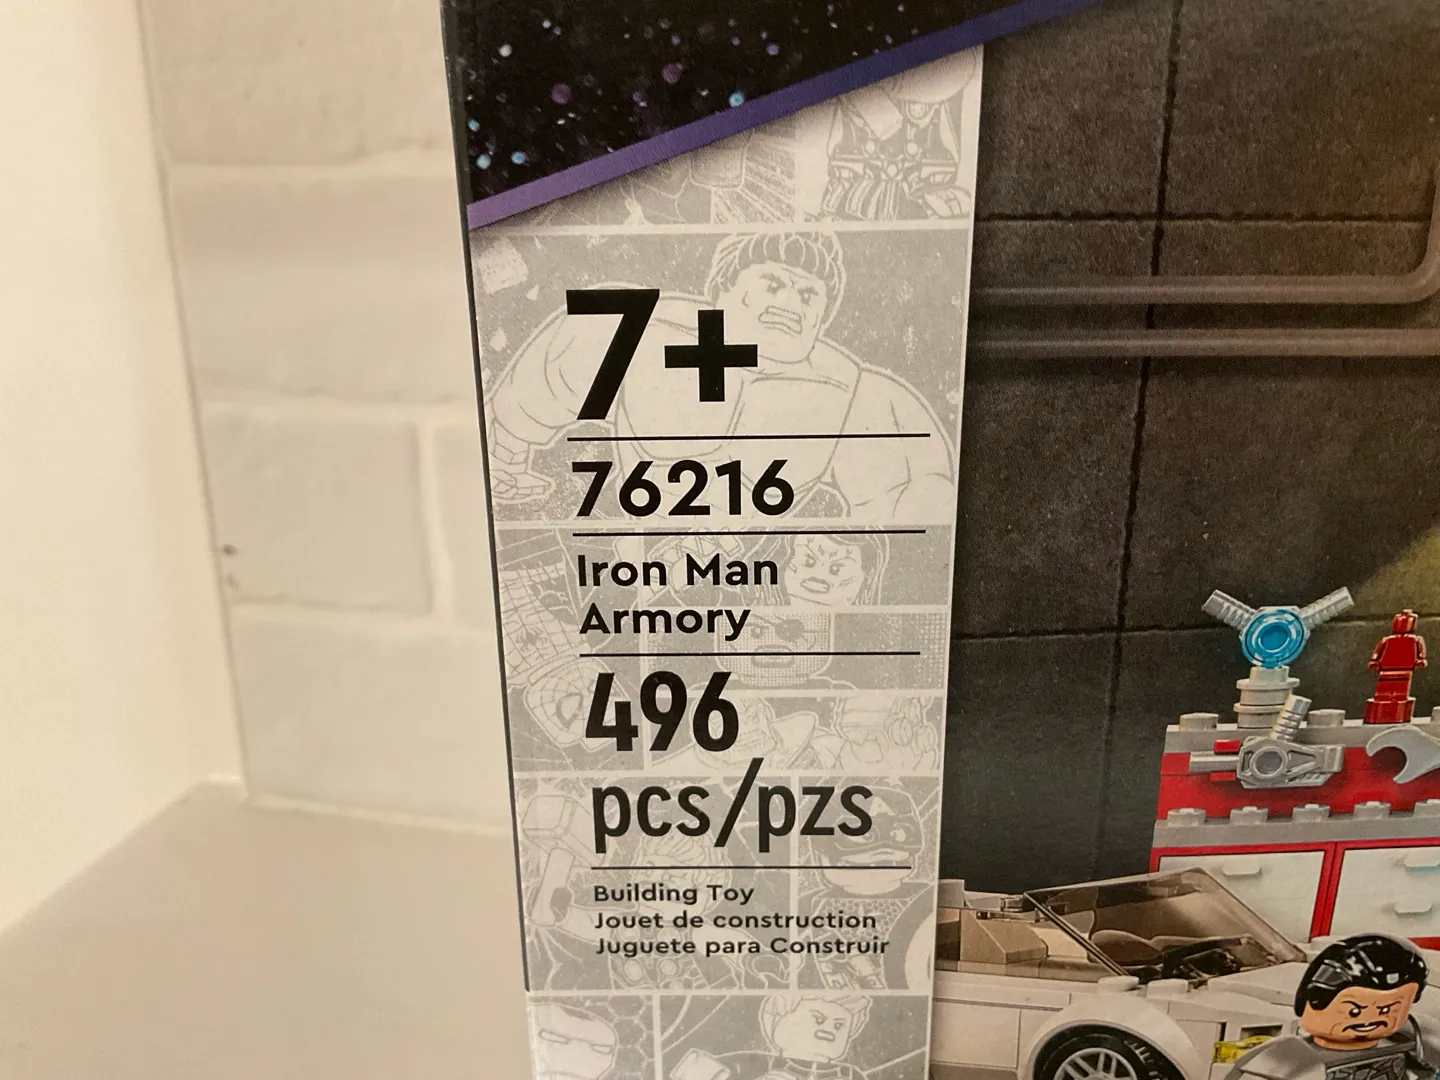 7+
76216
Iron Man
Armory
496
pcs/pzs
Building Toy
Jouet de construction
Juguete para Construir